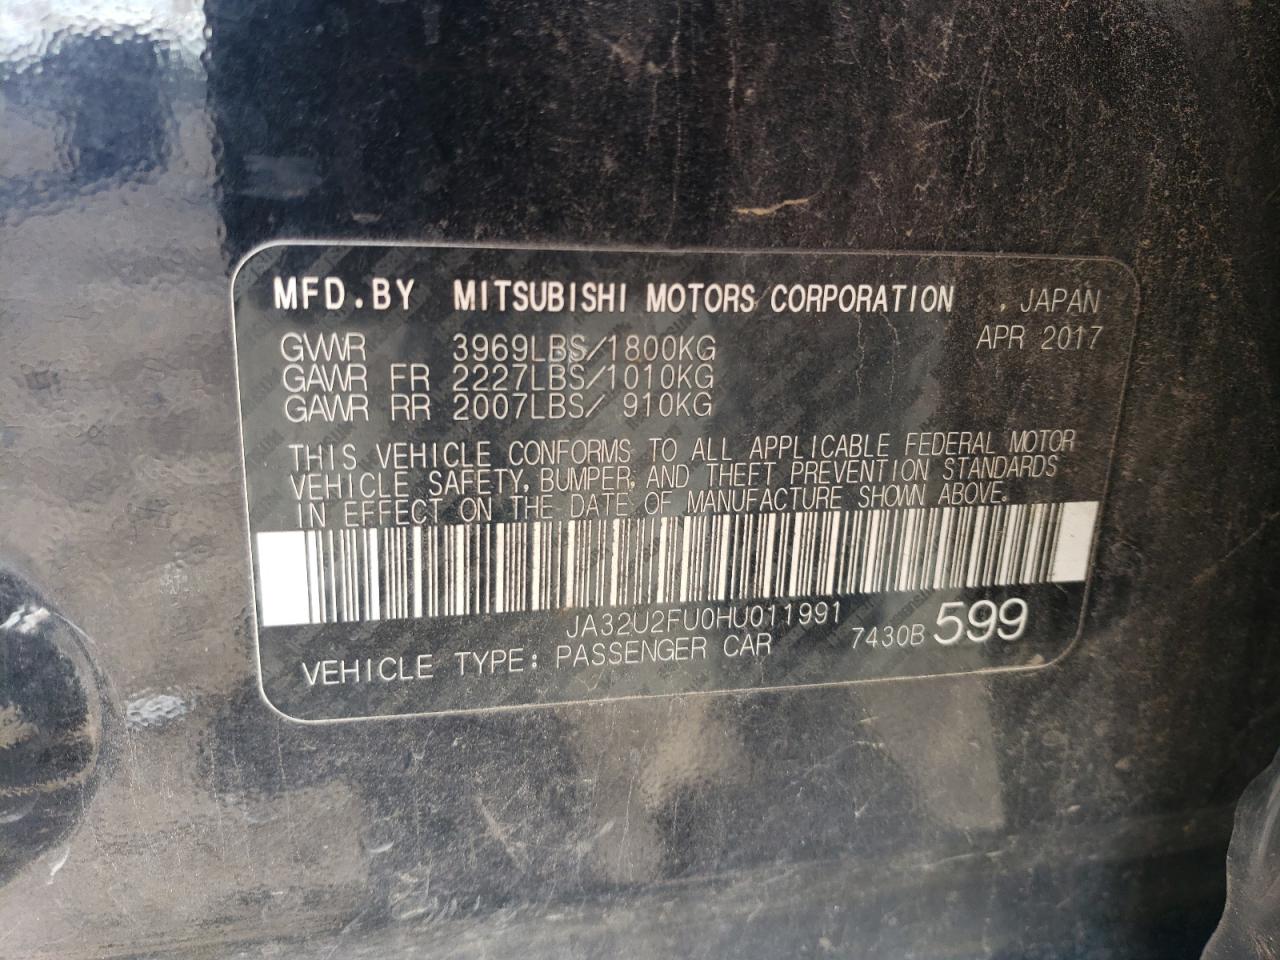 MFD.BY MITSUBISHI MOTORS CORPORATION , JAPAN
APR 2017
GVWR 3969LBS/1800KG
GAWR FR 2227LBS/1010KG
GAWR RR 2007LBS/ 910KG
THIS VEHICLE CONFORMS TO ALL APPLICABLE FEDERAL MOTOR
VEHICLE SAFETY, BUMPER, AND THEFT PREVENTION STANDARDS
IN EFFECT ON THE DATE OF MANUFACTURE SHOWN ABOVE.
JA32U2FU0HU011991
7430B 599
VEHICLE TYPE: PASSENGER CAR